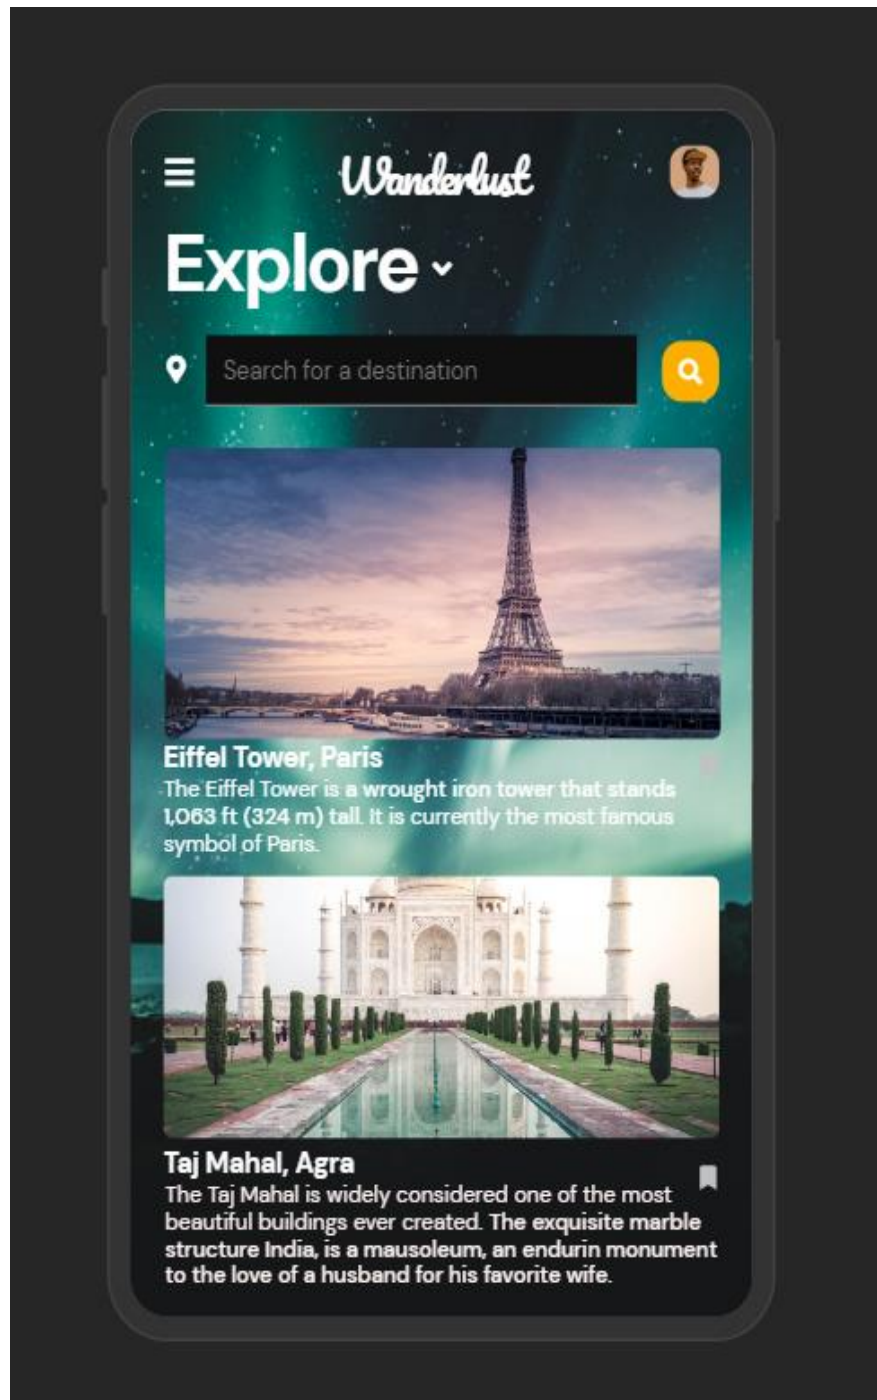 Wanderlust
Explore
Search for a destination
Eiffel Tower, Paris
The Eiffel Tower is a wrought iron tower that stands
1,063 ft (324 m) tall. It is currently the most famous
symbol of Paris.
Taj Mahal, Agra
The Taj Mahal is widely considered one of the most
beautiful buildings ever created. The exquisite marble
structure India, is a mausoleum, an endurin monument
to the love of a husband for his favorite wife.